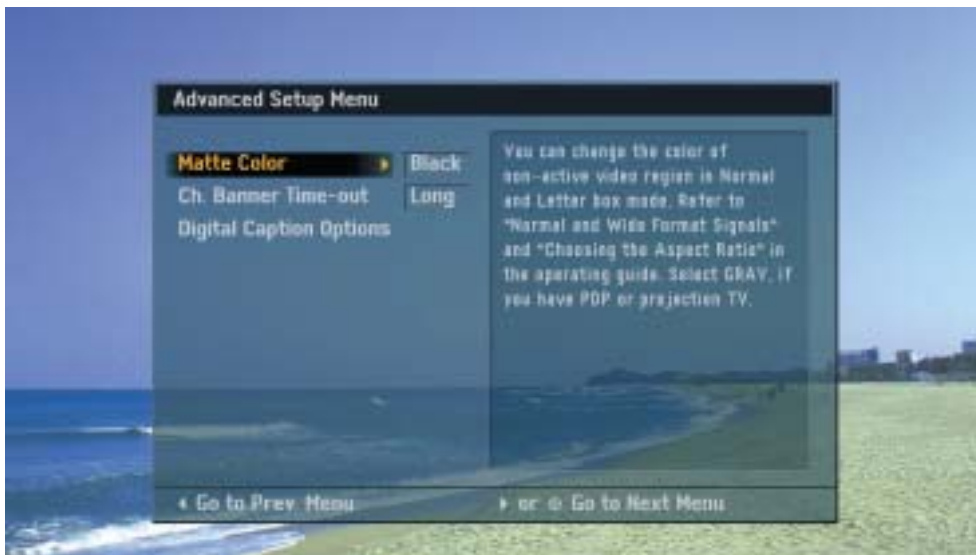 Advanced Setup Menu
Matte Color Black
Ch. Banner Time-out Long
Digital Caption Options
You can change the color of
non-active video region in Normal
and Letter box mode. Refer to
"Normal and Wide Format Signals"
and "Choosing the Aspect Ratio" in
the operating guide. Select GRAY, if
you have PDP or projection TV.
Go to Prev. Menu
or Go to Next Menu